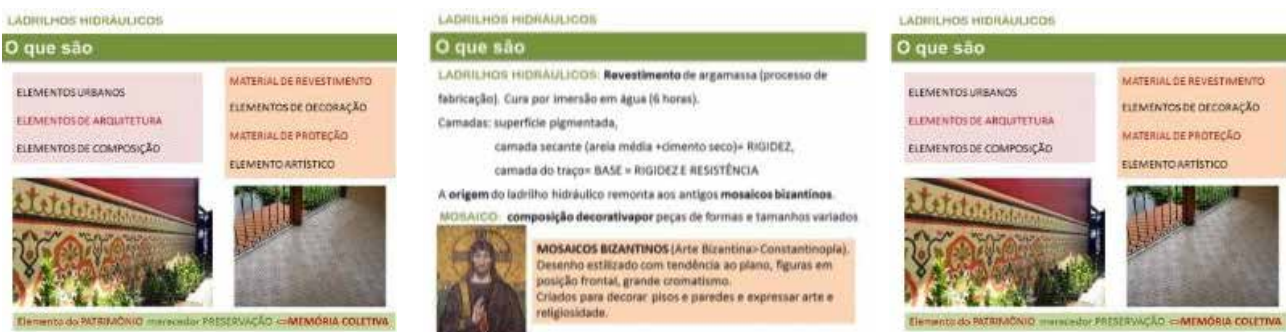 LADRILHOS HIDRÁULICOS
O que são
ELEMENTOS URBANOS
ELEMENTOS DE ARQUITETURA
ELEMENTOS DE COMPOSIÇÃO
MATERIAL DE REVESTIMENTO
ELEMENTOS DE DECORAÇÃO
MATERIAL DE PROTEÇÃO
ELEMENTO ARTÍSTICO
Elemento do PATRIMÔNIO merecedor PRESERVAÇÃO ⇨MEMÓRIA COLETIVA
LADRILHOS HIDRÁULICOS
O que são
LADRILHOS HIDRÁULICOS: Revestimento de argamassa (processo de
fabricação). Cura por imersão em água (6 horas).
Camadas: superfície pigmentada,
camada secante (areia média +cimento seco)= RIGIDEZ,
camada do traço= BASE = RIGIDEZ E RESISTÊNCIA
A origem do ladrilho hidráulico remonta aos antigos mosaicos bizantinos.
MOSAICO: composição decorativapor peças de formas e tamanhos variados
MOSAICOS BIZANTINOS (Arte Bizantina> Constantinopla).
Desenho estilizado com tendência ao plano, figuras em
posição frontal, grande cromatismo.
Criados para decorar pisos e paredes e expressar arte e
religiosidade.
LADRILHOS HIDRÁULICOS
O que são
ELEMENTOS URBANOS
ELEMENTOS DE ARQUITETURA
ELEMENTOS DE COMPOSIÇÃO
MATERIAL DE REVESTIMENTO
ELEMENTOS DE DECORAÇÃO
MATERIAL DE PROTEÇÃO
ELEMENTO ARTÍSTICO
Elemento do PATRIMÔNIO merecedor PRESERVAÇÃO ⇨MEMÓRIA COLETIVA